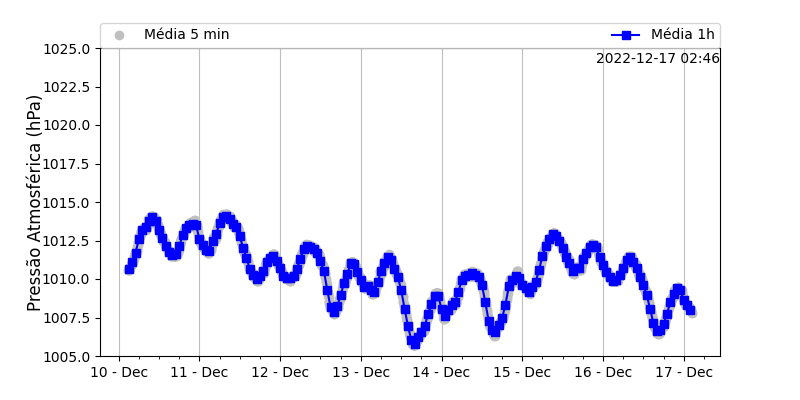 Média 5 min
Média 1h
2022-12-17 02:46
Pressão Atmosférica (hPa)
1025.0
1022.5
1020.0
1017.5
1015.0
1012.5
1010.0
1007.5
1005.0
10 - Dec
11 - Dec
12 - Dec
13 - Dec
14 - Dec
15 - Dec
16 - Dec
17 - Dec